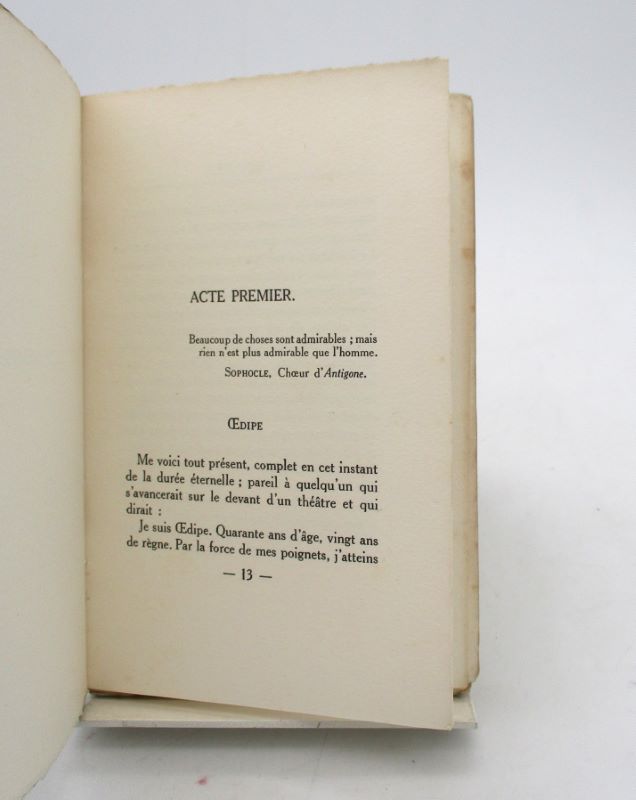 ACTE PREMIER.
Beaucoup de choses sont admirables ; mais
rien n'est plus admirable que l'homme.
SOPHOCLE, Chœur d'Antigone.
ŒDIPE
Me voici tout présent, complet en cet instant
de la durée éternelle ; pareil à quelqu'un qui
s'avancerait sur le devant d'un théâtre et qui
dirait :
Je suis Œdipe. Quarante ans d'âge, vingt ans
de règne. Par la force de mes poignets, j'atteins
— 13 —